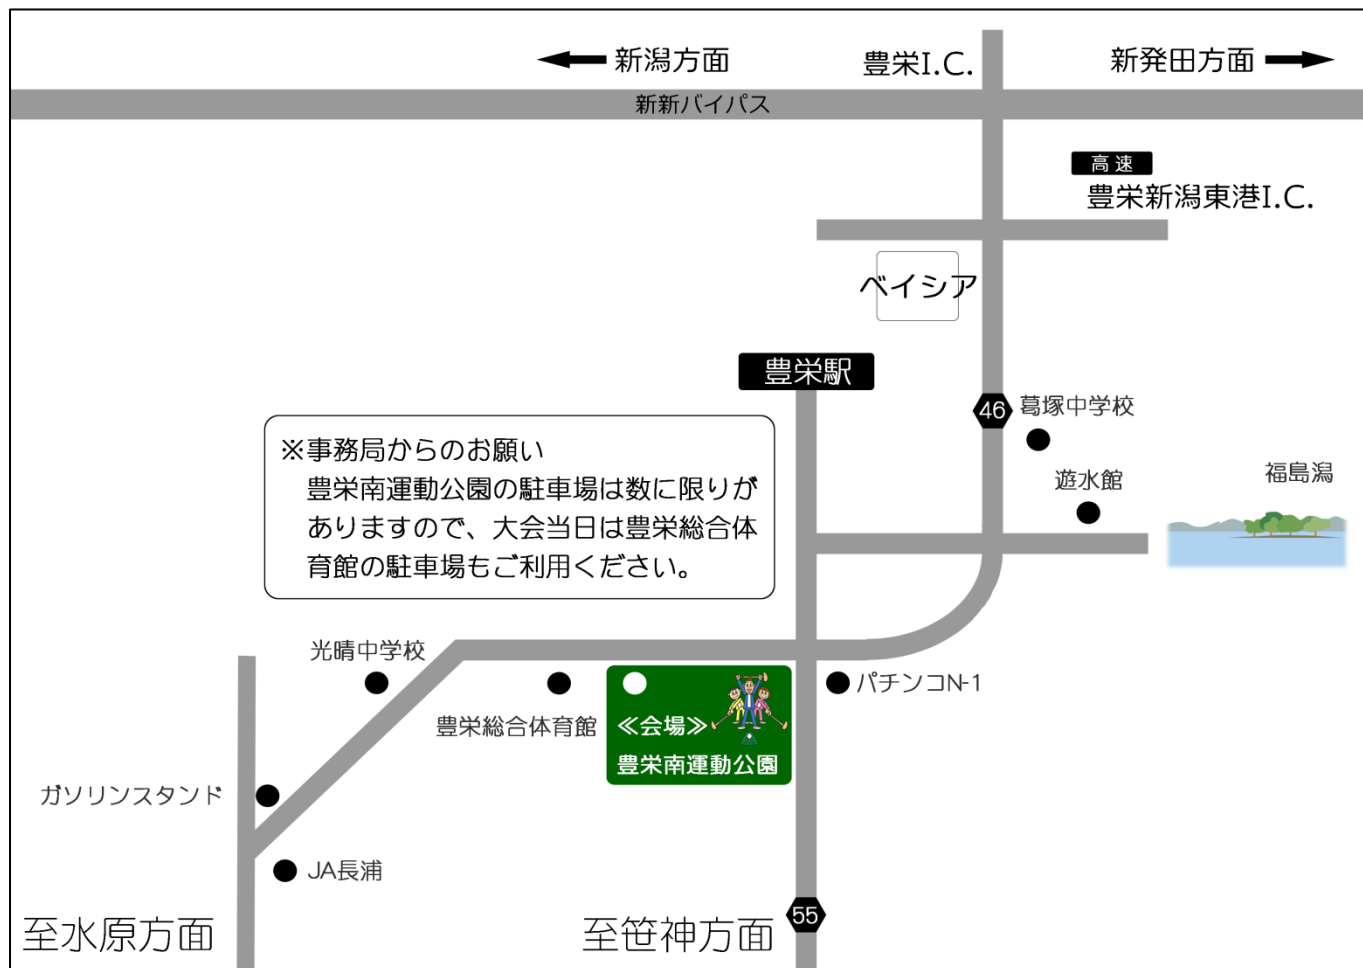 新潟方面
豊栄I.C.
新発田方面
新新バイパス
高速
豊栄新潟東港I.C.
ベイシア
豊栄駅
46
葛塚中学校
※事務局からのお願い
豊栄南運動公園の駐車場は数に限りが
ありますので、大会当日は豊栄総合体
育館の駐車場もご利用ください。
遊水館
福島潟
光晴中学校
豊栄総合体育館
≪会場≫
豊栄南運動公園
パチンコN-1
ガソリンスタンド
JA長浦
至水原方面
至笹神方面
55